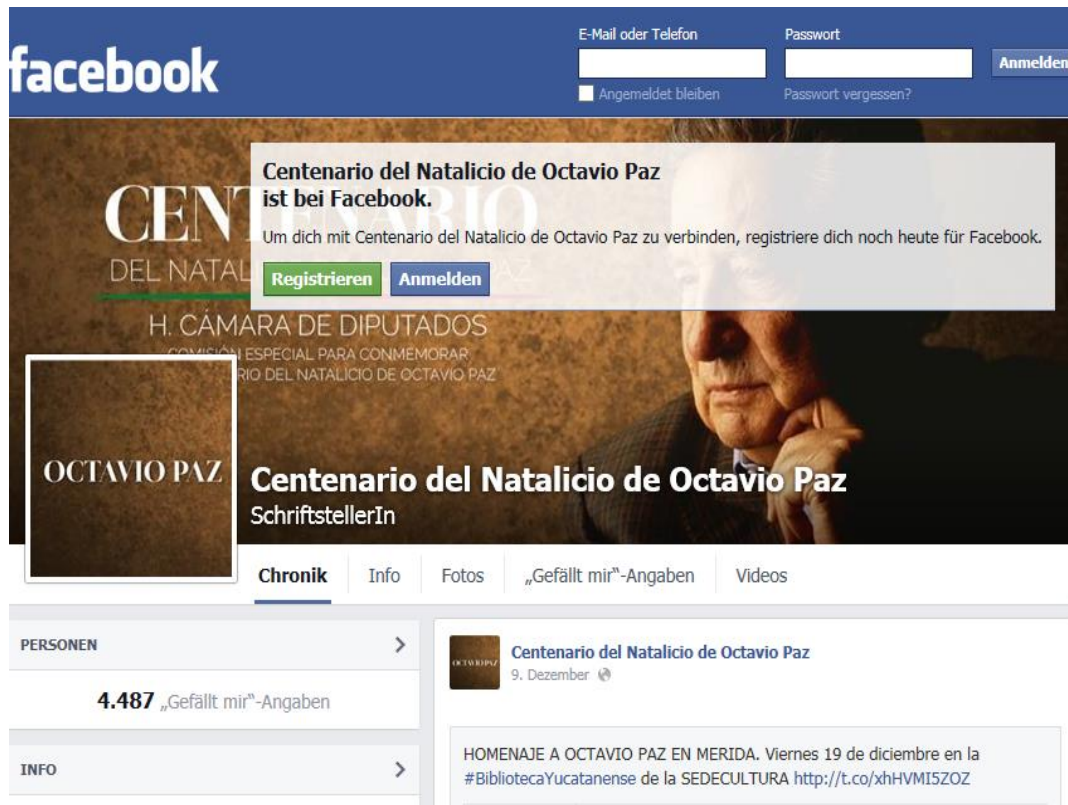 facebook
E-Mail oder Telefon
Passwort
Anmelden
Angemeldet bleiben
Passwort vergessen?
Centenario del Natalicio de Octavio Paz
ist bei Facebook.
Um dich mit Centenario del Natalicio de Octavio Paz zu verbinden, registriere dich noch heute für Facebook.
Registrieren
Anmelden
CENTENARIO
DEL NATAL
AZ
H. CÁMARA DE DIPUTADOS
COMISIÓN ESPECIAL PARA CONMEMORAR
RIO DEL NATALICIO DE OCTAVIO PAZ
OCTAVIO PAZ
Centenario del Natalicio de Octavio Paz
SchriftstellerIn
Chronik
Info
Fotos
„Gefällt mir“-Angaben
Videos
PERSONEN
4.487 „Gefällt mir“-Angaben
INFO
OCTAVIO PAZ
Centenario del Natalicio de Octavio Paz
9. Dezember
HOMENAJE A OCTAVIO PAZ EN MERIDA. Viernes 19 de diciembre en la
#BibliotecaYucatanense de la SEDECULTURA http://t.co/xhHVMI5ZOZ